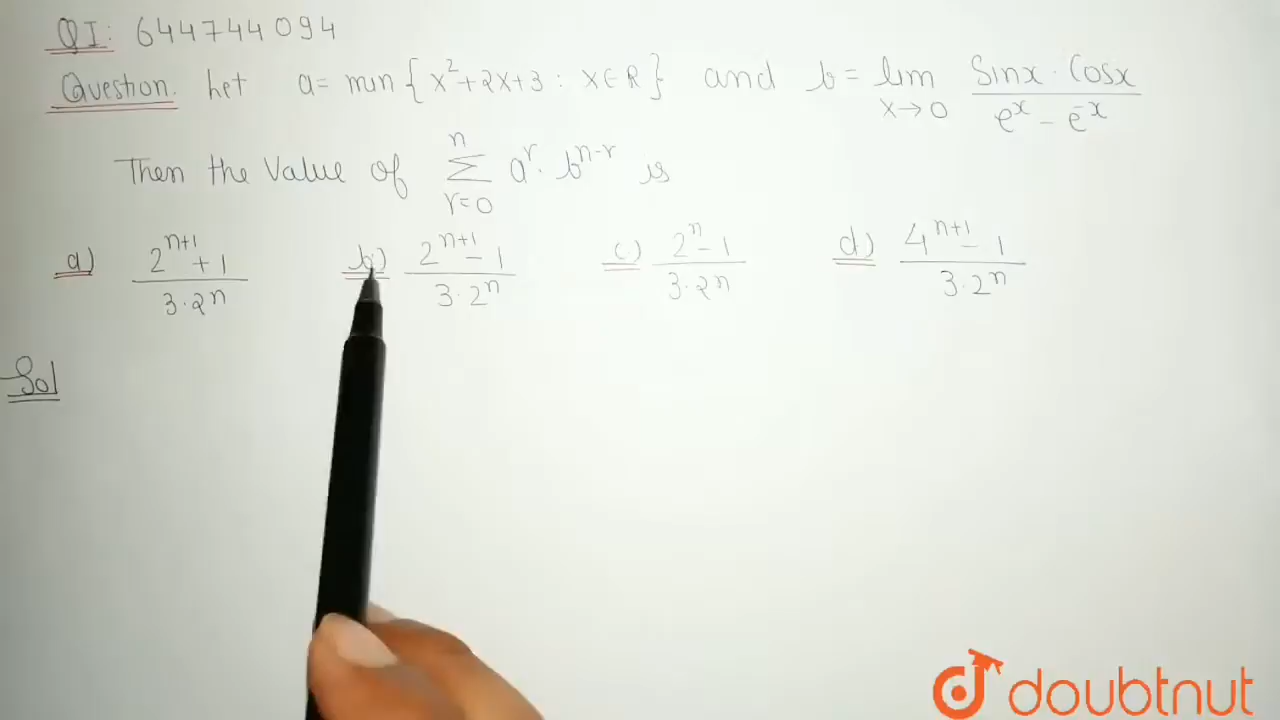 QI: 644744094
Question. Let a = min { x² + 2x + 3 : x ∈ R } and b = lim x→0 Sinx · Cosx / eˣ - e⁻ˣ
Then the Value of n Σ r=0 aʳ · bⁿ⁻ʳ is
a) 2ⁿ⁺¹ + 1 / 3·2ⁿ b) 2ⁿ⁺¹ - 1 / 3·2ⁿ c) 2ⁿ - 1 / 3·2ⁿ d) 4ⁿ⁺¹ - 1 / 3·2ⁿ
Sol
doubtnut